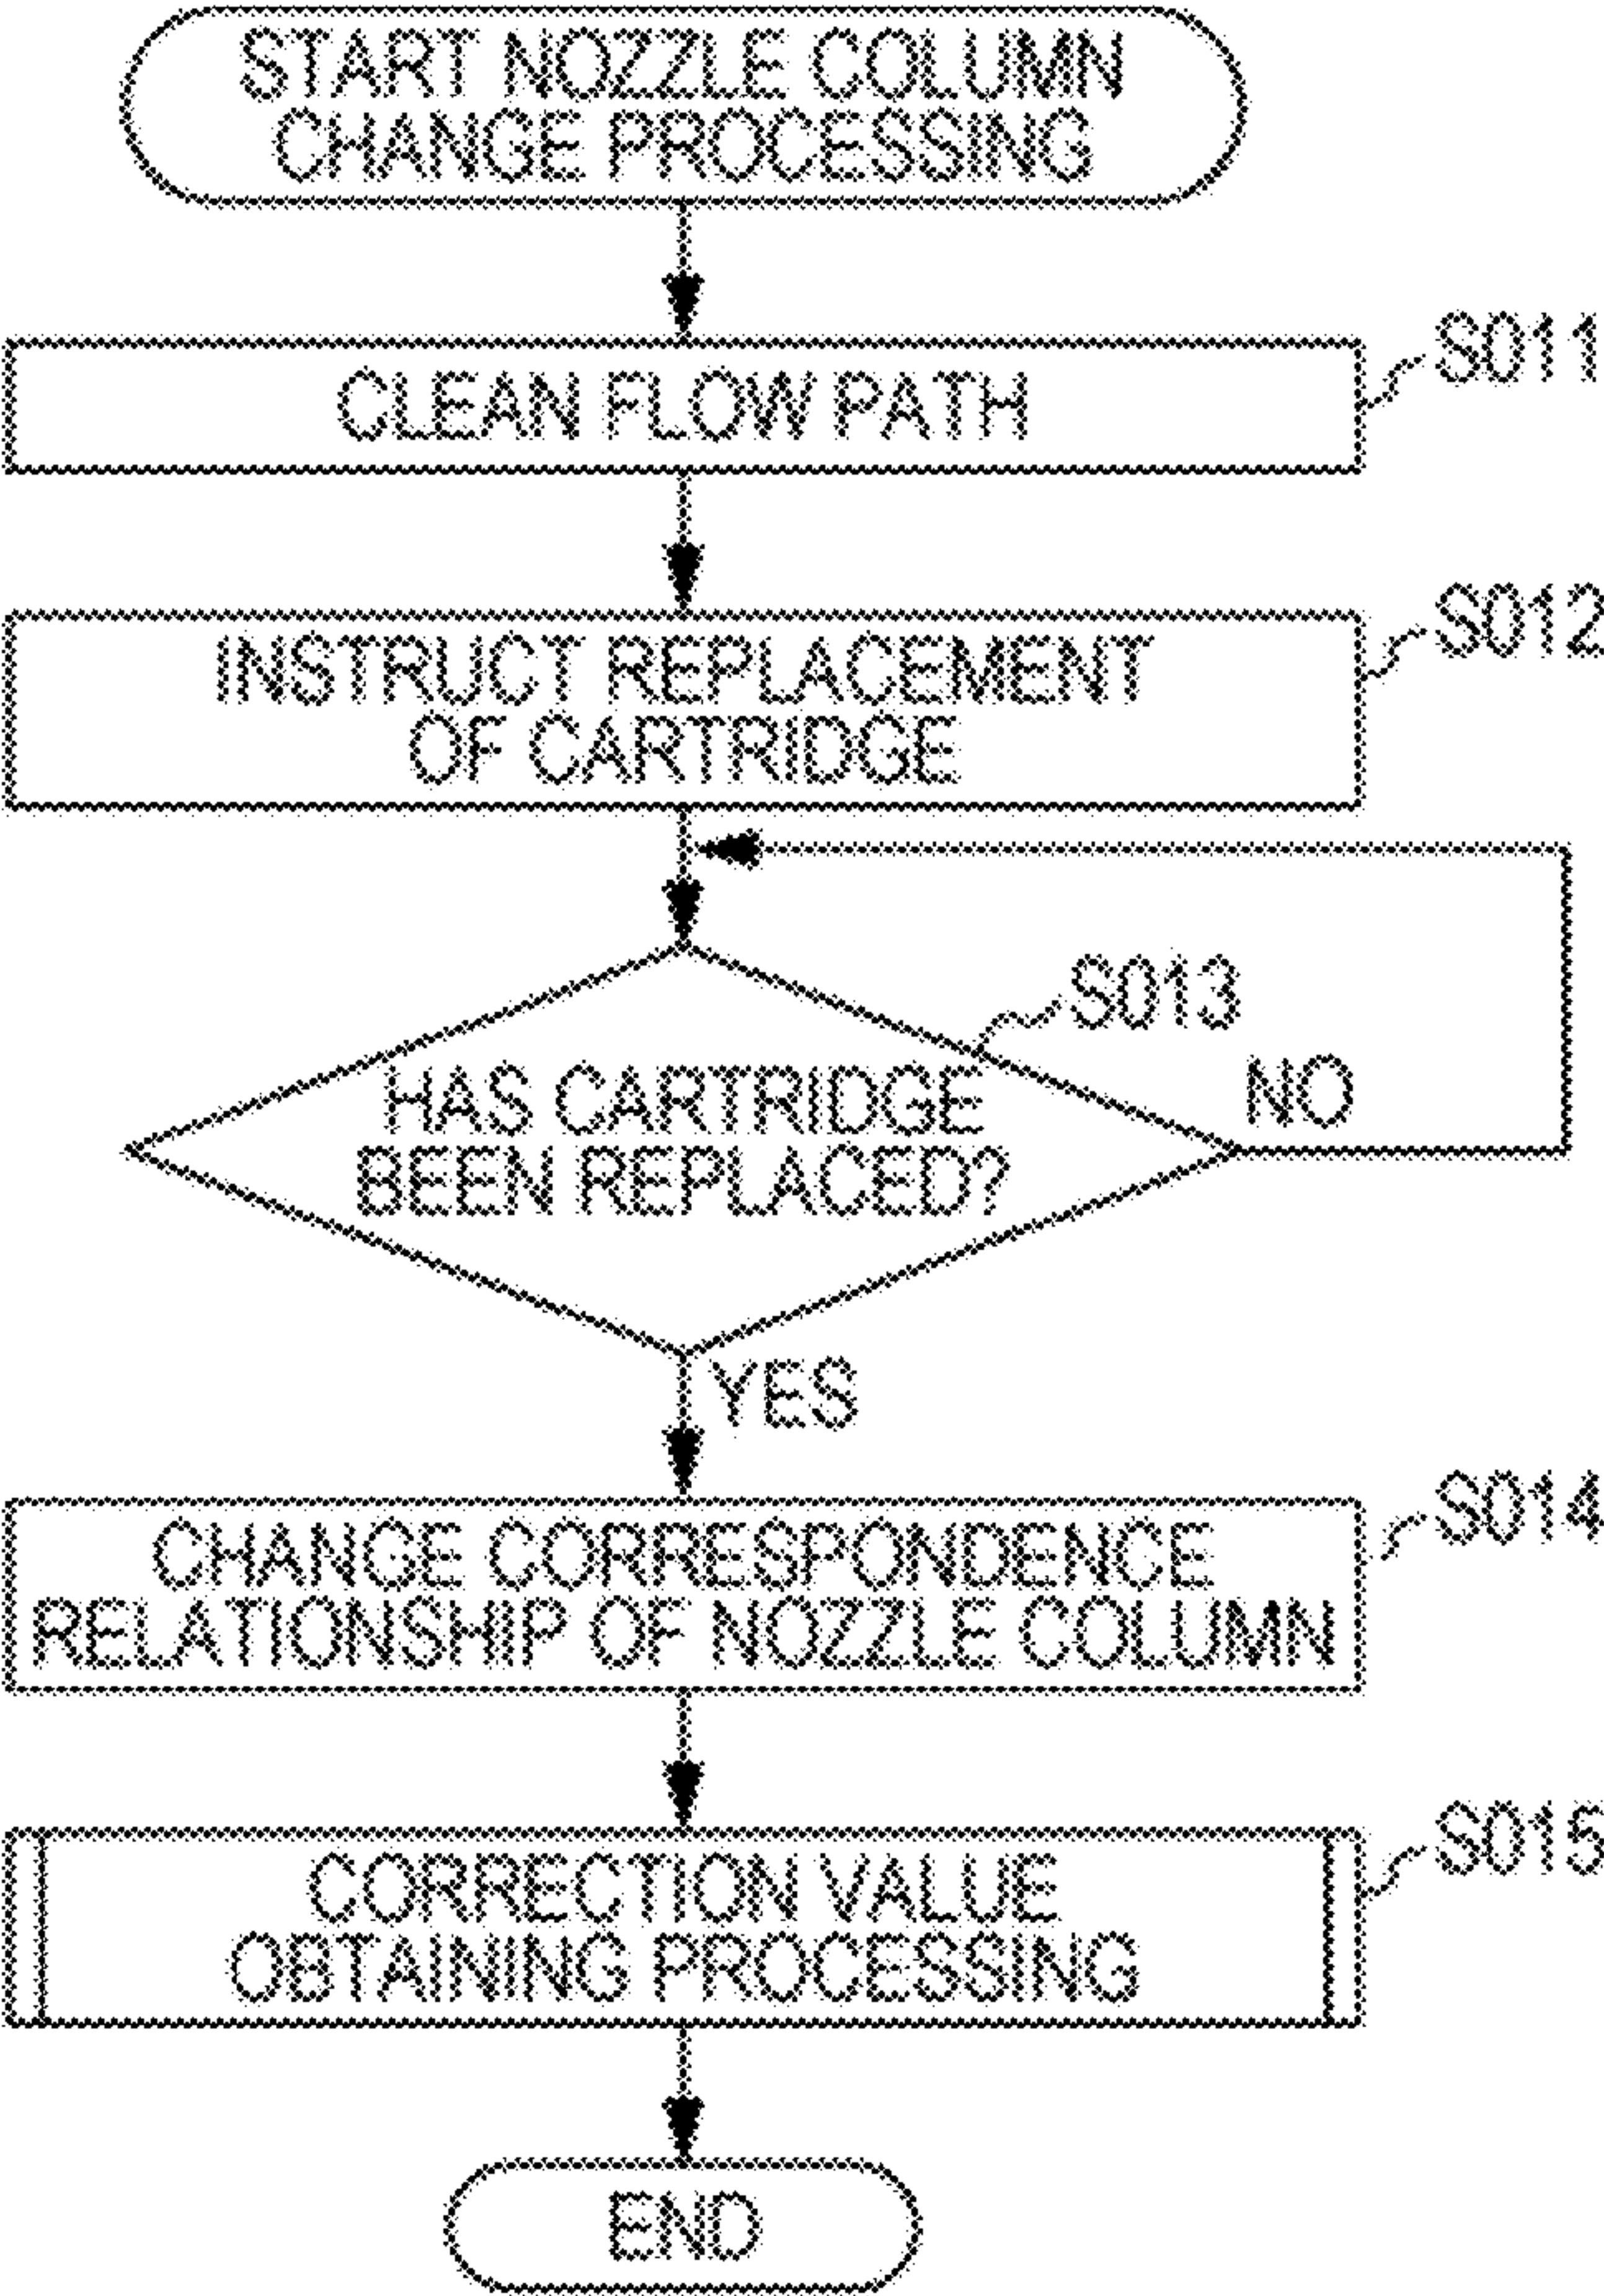 START NOZZLE COLUMN
CHANGE PROCESSING
S011
CLEAN FLOW PATH
S012
INSTRUCT REPLACEMENT
OF CARTRIDGE
S013
HAS CARTRIDGE
BEEN REPLACED?
NO
YES
S014
CHANGE CORRESPONDENCE
RELATIONSHIP OF NOZZLE COLUMN
S015
CORRECTION VALUE
OBTAINING PROCESSING
END